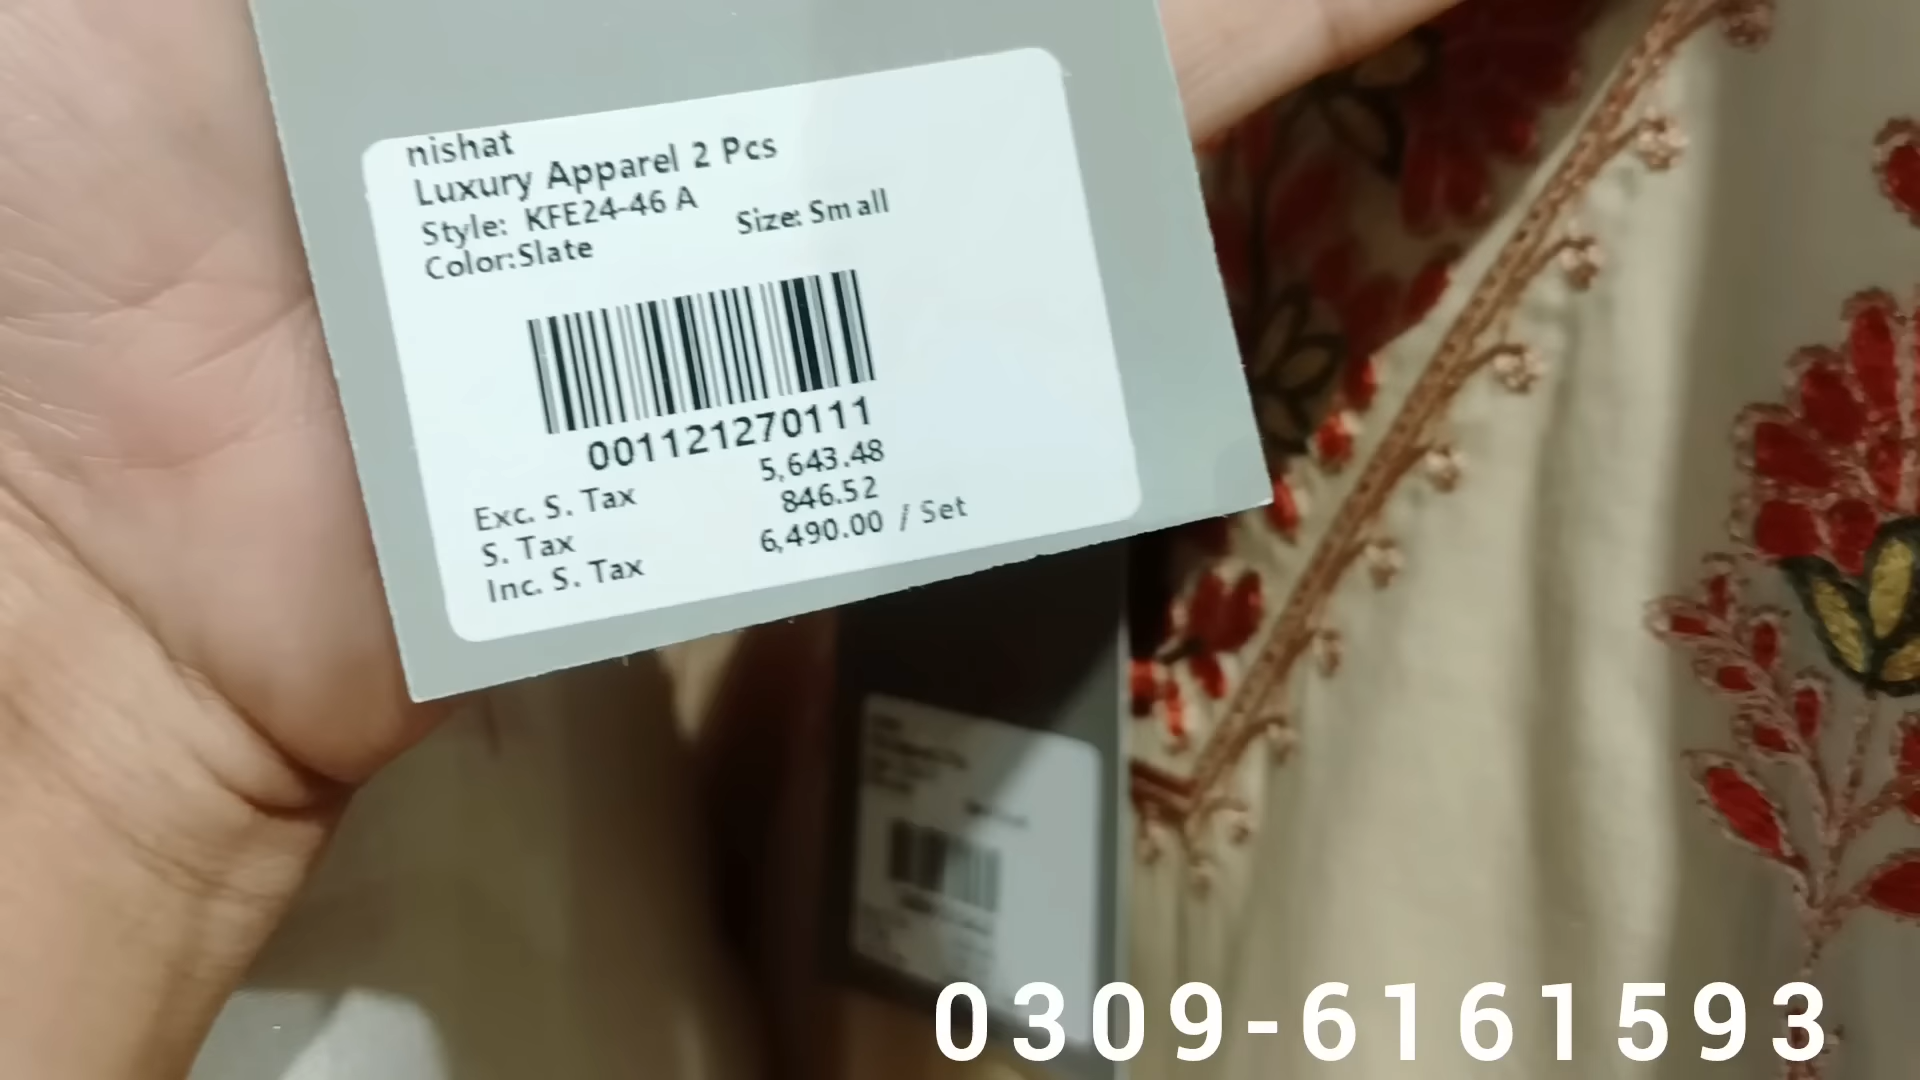 nishat
Luxury Apparel 2 Pcs
Style: KFE24-46 A
Color:Slate Size: Small
001121270111
Exc. S. Tax 5,643.48
S. Tax 846.52
Inc. S. Tax 6,490.00 / Set
0309-6161593